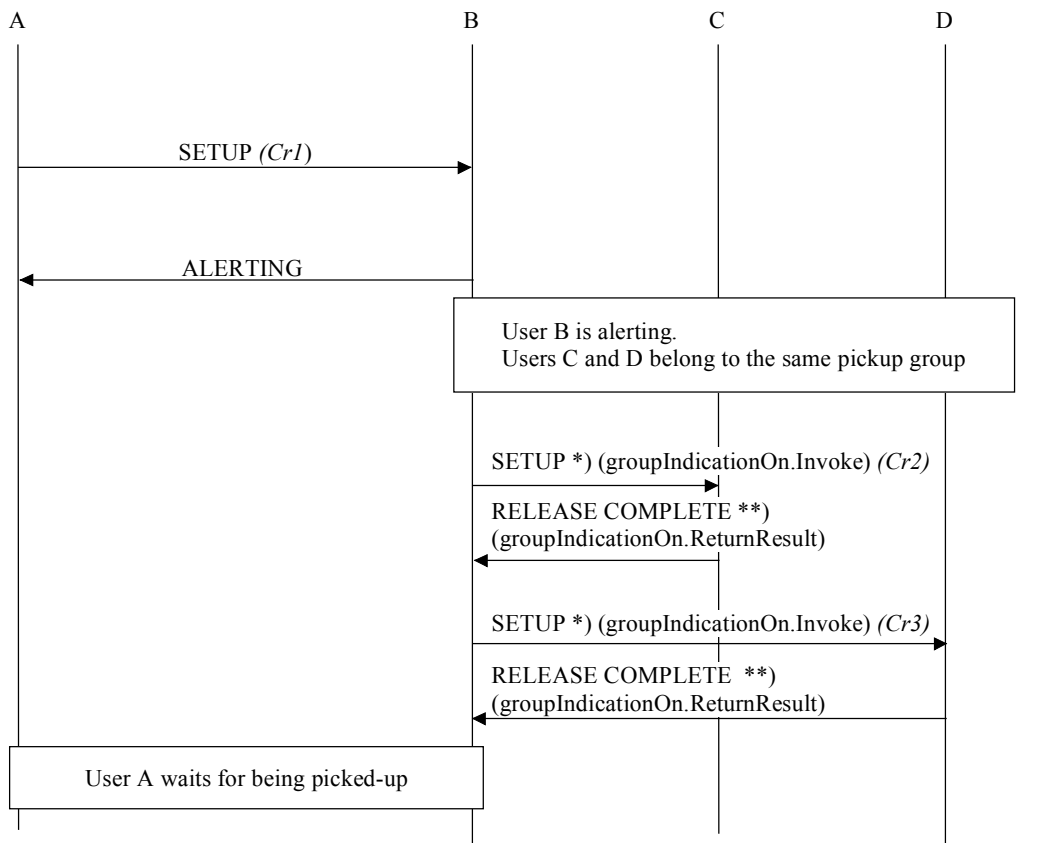 A B C D
SETUP (Cr1)
ALERTING
User B is alerting.
Users C and D belong to the same pickup group
SETUP *) (groupIndicationOn.Invoke) (Cr2)
RELEASE COMPLETE **)
(groupIndicationOn.ReturnResult)
SETUP *) (groupIndicationOn.Invoke) (Cr3)
RELEASE COMPLETE **)
(groupIndicationOn.ReturnResult)
User A waits for being picked-up